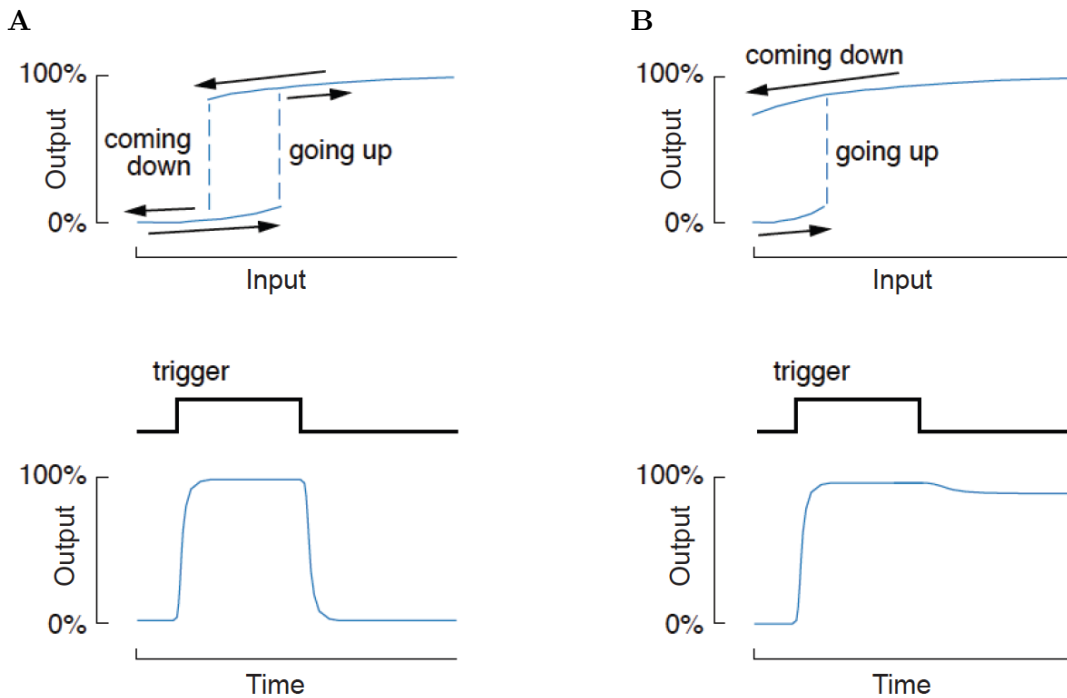 A
100%
Output
0%
coming
down
going up
Input
trigger
100%
Output
0%
Time
B
coming down
100%
Output
0%
going up
Input
trigger
100%
Output
0%
Time